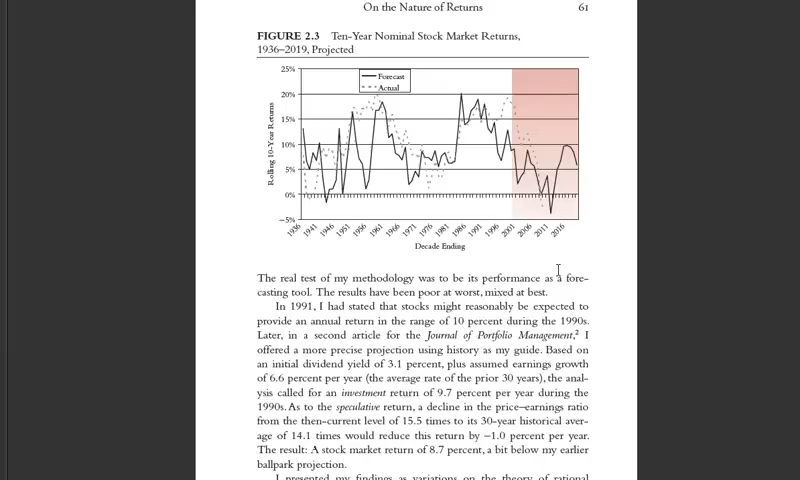 On the Nature of Returns 61
FIGURE 2.3 Ten-Year Nominal Stock Market Returns,
1936–2019, Projected
25%
20%
15%
10%
5%
0%
−5%
Rolling 10-Year Returns
Forecast
Actual
1936 1941 1946 1951 1956 1961 1966 1971 1976 1981 1986 1991 1996 2001 2006 2011 2016
Decade Ending
The real test of my methodology was to be its performance as a fore-
casting tool. The results have been poor at worst, mixed at best.
In 1991, I had stated that stocks might reasonably be expected to
provide an annual return in the range of 10 percent during the 1990s.
Later, in a second article for the Journal of Portfolio Management,² I
offered a more precise projection using history as my guide. Based on
an initial dividend yield of 3.1 percent, plus assumed earnings growth
of 6.6 percent per year (the average rate of the prior 30 years), the anal-
ysis called for an investment return of 9.7 percent per year during the
1990s. As to the speculative return, a decline in the price–earnings ratio
from the then-current level of 15.5 times to its 30-year historical aver-
age of 14.1 times would reduce this return by −1.0 percent per year.
The result: A stock market return of 8.7 percent, a bit below my earlier
ballpark projection.
I presented my findings as variations on the theory of rational